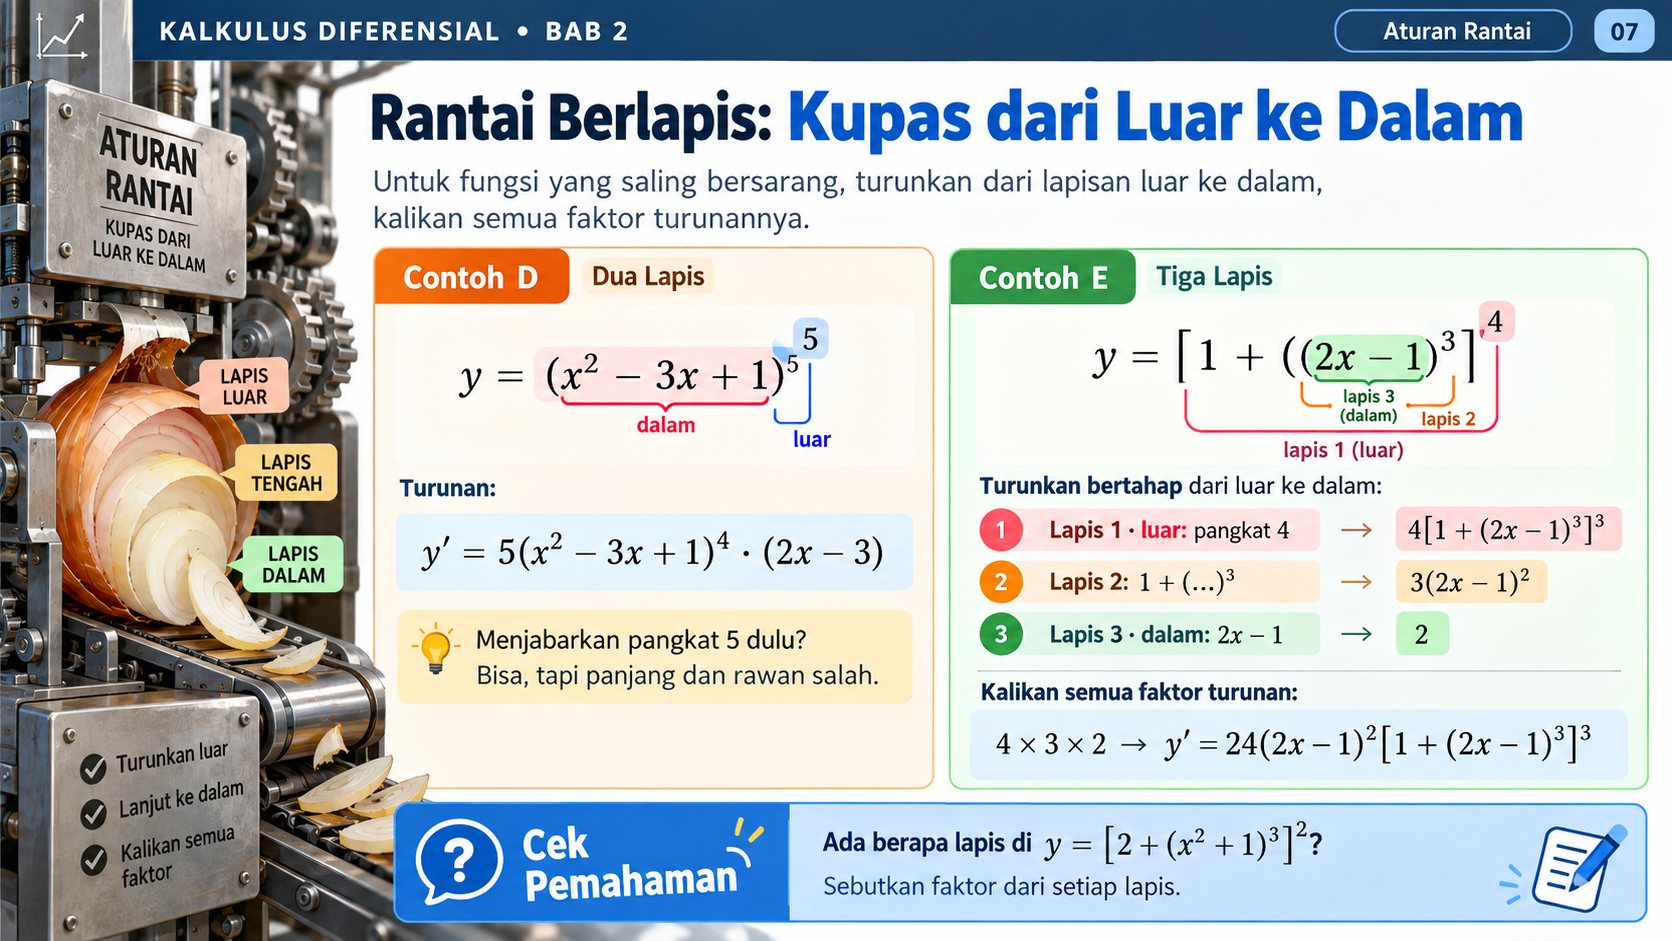 KALKULUS DIFERENSIAL • BAB 2
Aturan Rantai
07
ATURAN
RANTAI
KUPAS DARI
LUAR KE DALAM
LAPIS
LUAR
LAPIS
TENGAH
LAPIS
DALAM
✓ Turunkan luar
✓ Lanjut ke dalam
✓ Kalikan semua
faktor
Rantai Berlapis: Kupas dari Luar ke Dalam
Untuk fungsi yang saling bersarang, turunkan dari lapisan luar ke dalam,
kalikan semua faktor turunannya.
Contoh D
Dua Lapis
5
y = (x² − 3x + 1)⁵
dalam
luar
Turunan:
y′ = 5(x² − 3x + 1)⁴ · (2x − 3)
Menjabarkan pangkat 5 dulu?
Bisa, tapi panjang dan rawan salah.
Contoh E
Tiga Lapis
y = [1 + ((2x − 1)³]⁴
lapis 3
(dalam)
lapis 2
lapis 1 (luar)
Turunkan bertahap dari luar ke dalam:
1 Lapis 1 · luar: pangkat 4 → 4[1 + (2x − 1)³]³
2 Lapis 2: 1 + (...)³ → 3(2x − 1)²
3 Lapis 3 · dalam: 2x − 1 → 2
Kalikan semua faktor turunan:
4 × 3 × 2 → y′ = 24(2x − 1)²[1 + (2x − 1)³]³
?
Cek
Pemahaman
Ada berapa lapis di y = [2 + (x² + 1)³]²?
Sebutkan faktor dari setiap lapis.